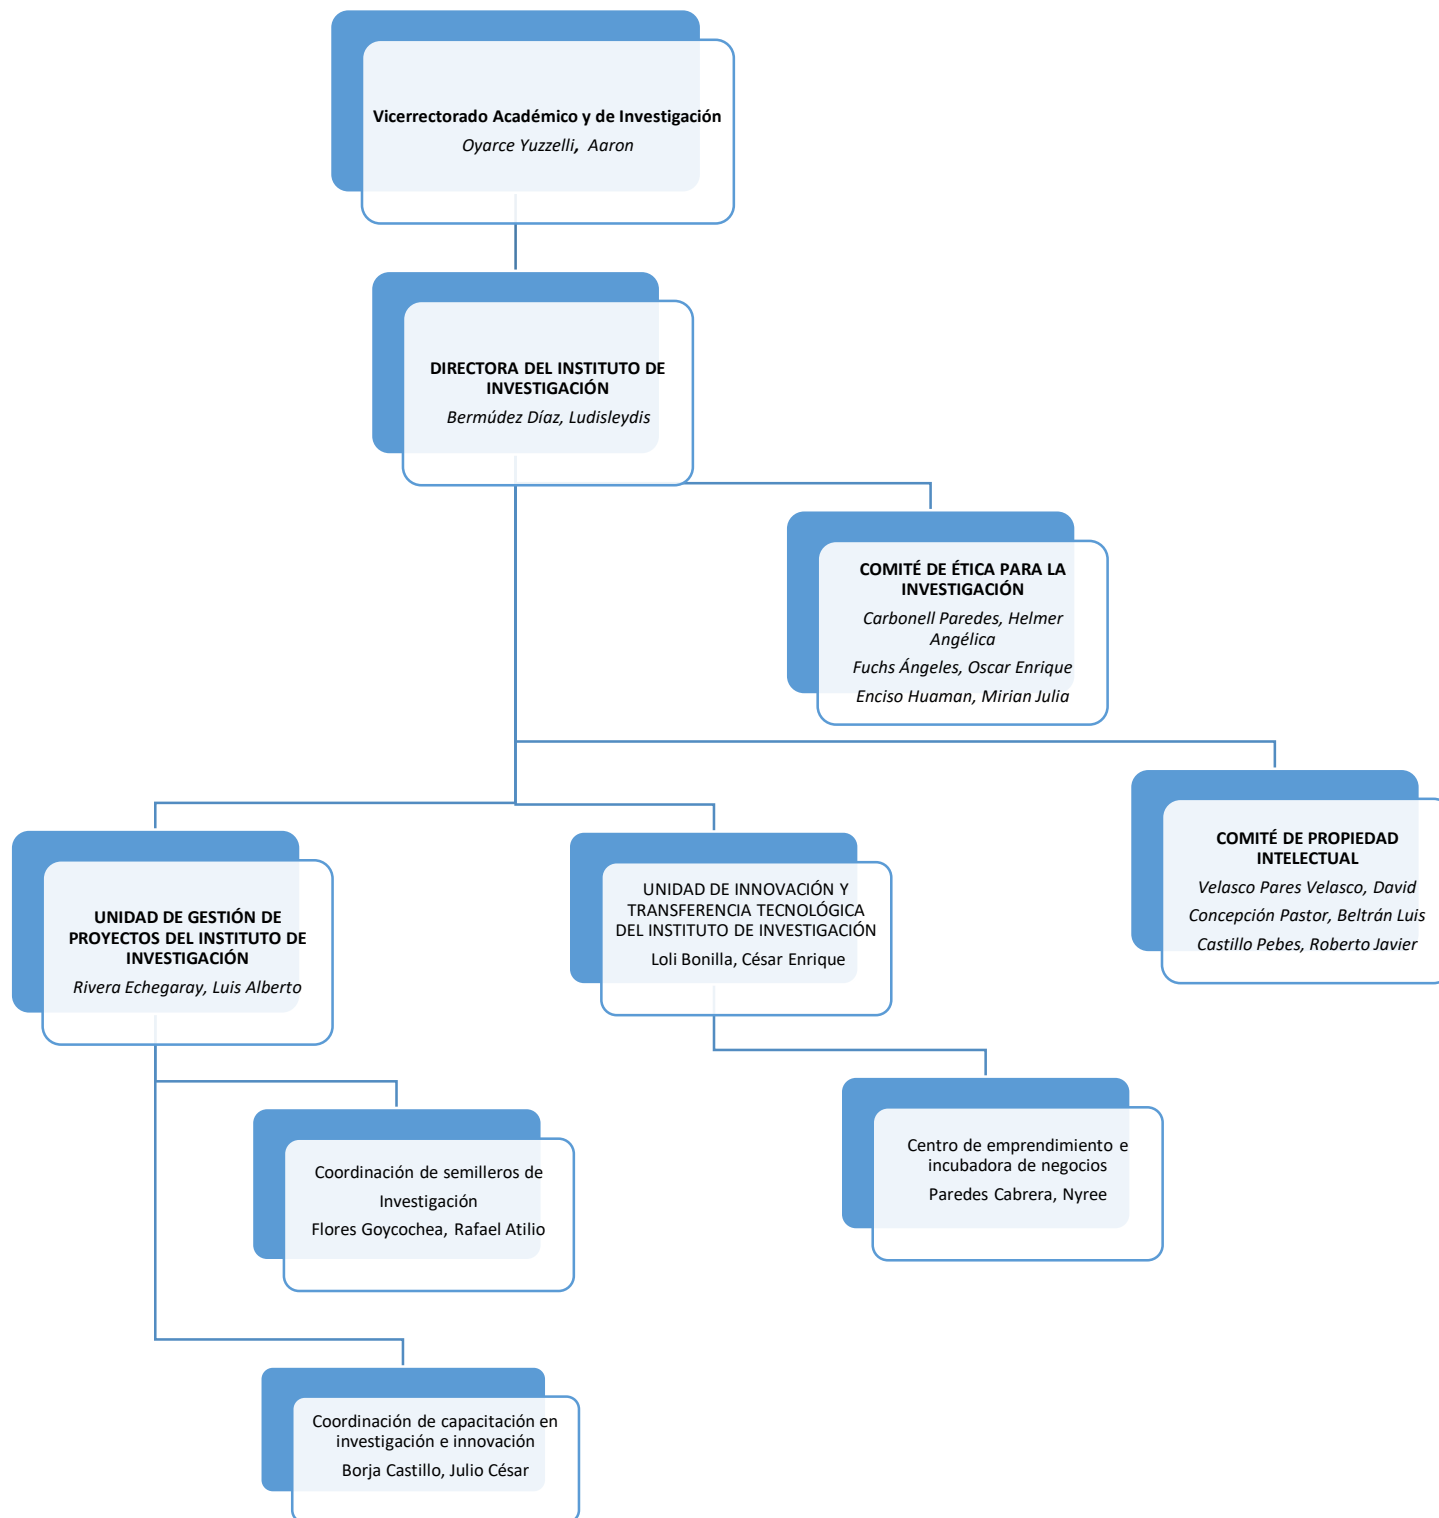 Vicerrectorado Académico y de Investigación
Oyarce Yuzzelli, Aaron
DIRECTORA DEL INSTITUTO DE
INVESTIGACIÓN
Bermúdez Díaz, Ludisleydis
COMITÉ DE ÉTICA PARA LA
INVESTIGACIÓN
Carbonell Paredes, Helmer
Angélica
Fuchs Ángeles, Oscar Enrique
Enciso Huaman, Mirian Julia
COMITÉ DE PROPIEDAD
INTELECTUAL
Velasco Pares Velasco, David
Concepción Pastor, Beltrán Luis
Castillo Pebes, Roberto Javier
UNIDAD DE GESTIÓN DE
PROYECTOS DEL INSTITUTO DE
INVESTIGACIÓN
Rivera Echegaray, Luis Alberto
UNIDAD DE INNOVACIÓN Y
TRANSFERENCIA TECNOLÓGICA
DEL INSTITUTO DE INVESTIGACIÓN
Loli Bonilla, César Enrique
Centro de emprendimiento e
incubadora de negocios
Paredes Cabrera, Nyree
Coordinación de semilleros de
Investigación
Flores Goycochea, Rafael Atilio
Coordinación de capacitación en
investigación e innovación
Borja Castillo, Julio César